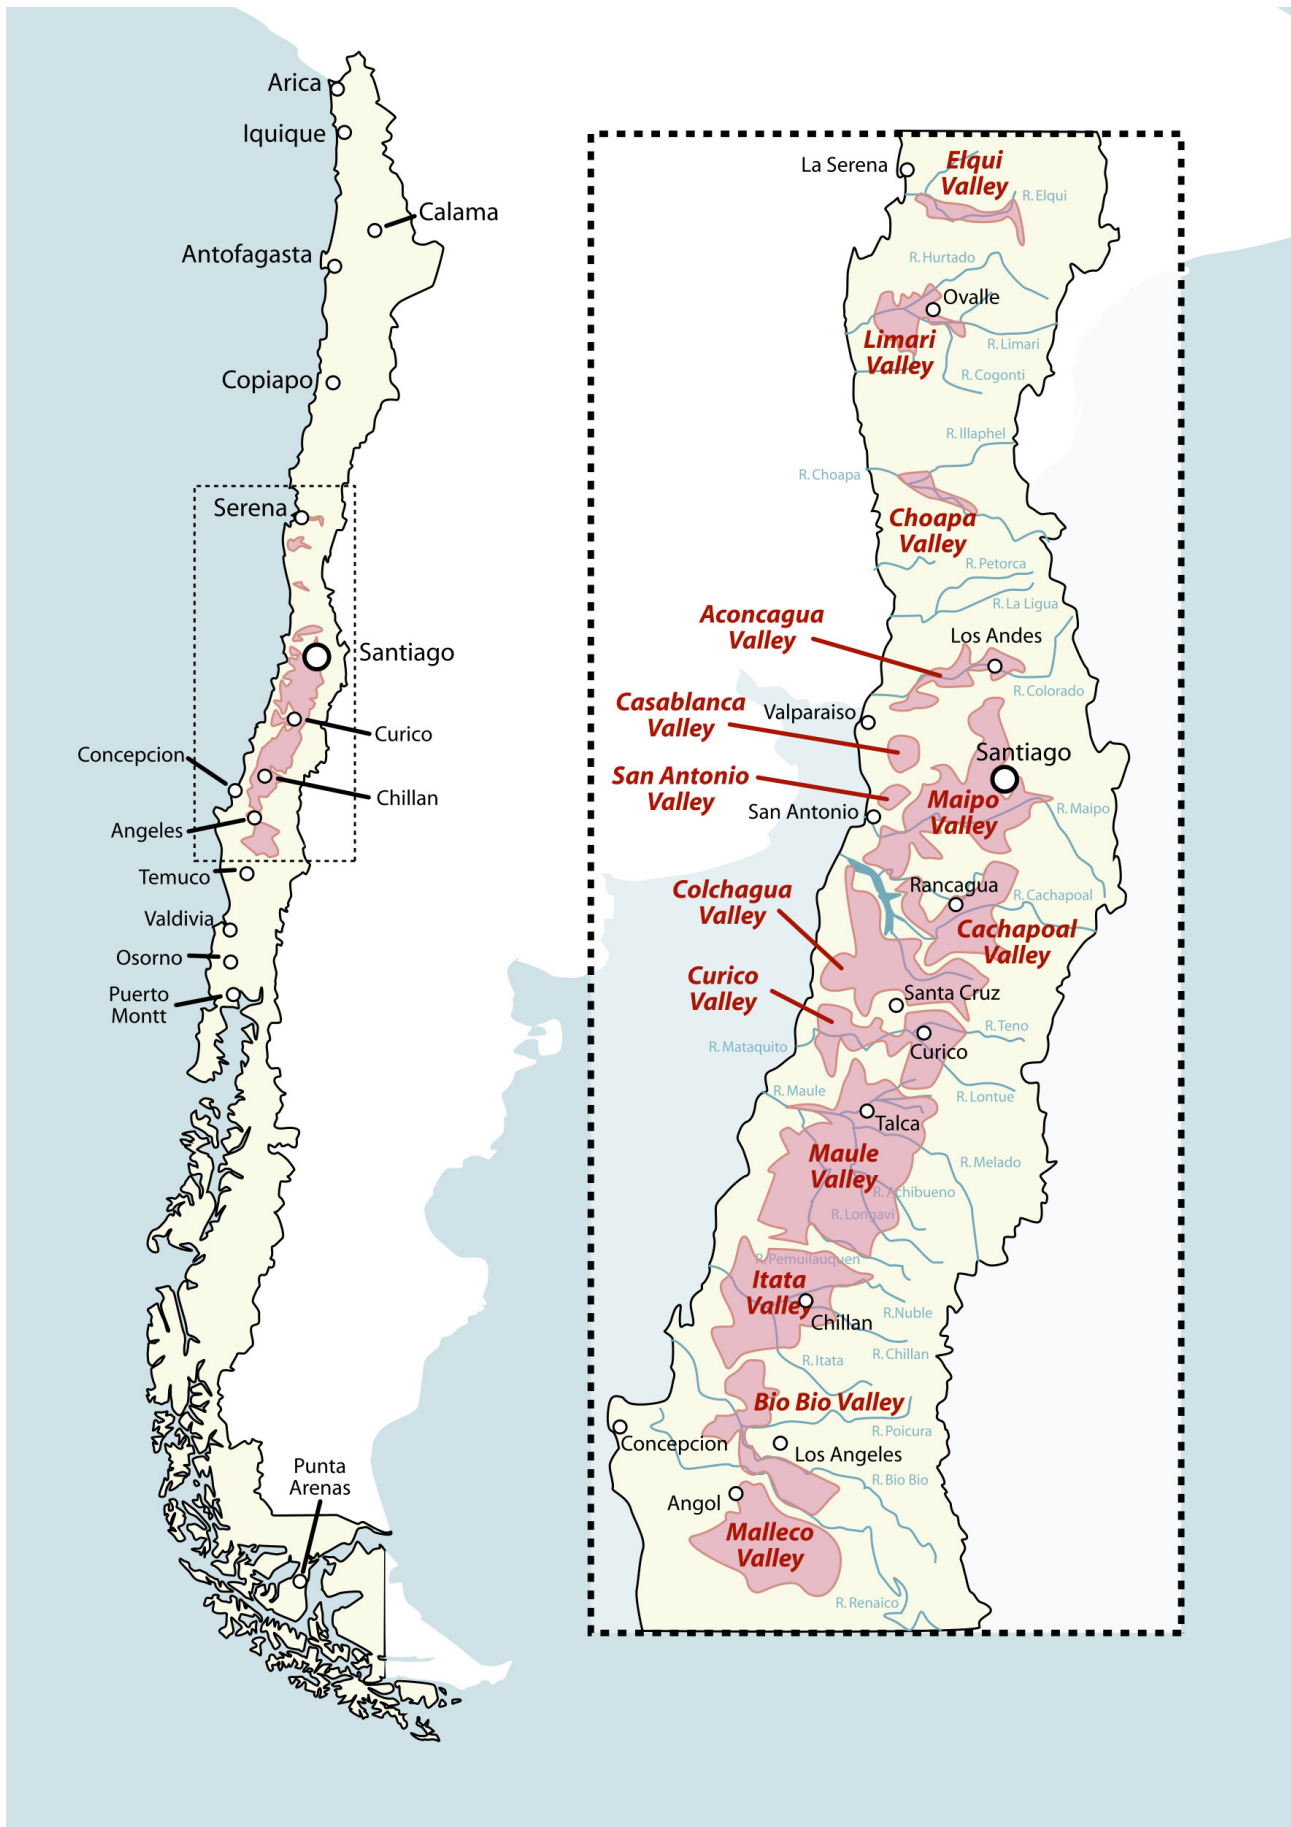 Arica
Iquique
Calama
Antofagasta
Copiapo
Serena
Santiago
Curico
Concepcion
Chillan
Angeles
Temuco
Valdivia
Osorno
Puerto
Montt
Punta
Arenas
La Serena
Elqui
Valley
R. Elqui
R. Hurtado
Ovalle
Limari
Valley
R. Limari
R. Cogonti
R. Illaphel
R. Choapa
Choapa
Valley
R. Petorca
R. La Ligua
Aconcagua
Valley
Los Andes
R. Colorado
Casablanca
Valley
Valparaiso
Santiago
San Antonio
Valley
San Antonio
Maipo
Valley
R. Maipo
Colchagua
Valley
Rancagua
R. Cachapoal
Cachapoal
Valley
Curico
Valley
Santa Cruz
R. Teno
R. Mataquito
Curico
R. Maule
R. Lontue
Talca
Maule
Valley
R. Melado
R. Achibueno
R. Longavi
R. Pemuilauquen
Itata
Valley
R. Nuble
Chillan
R. Itata
R. Chillan
Bio Bio Valley
R. Poicura
Concepcion
Los Angeles
R. Bio Bio
Angol
Malleco
Valley
R. Renaico